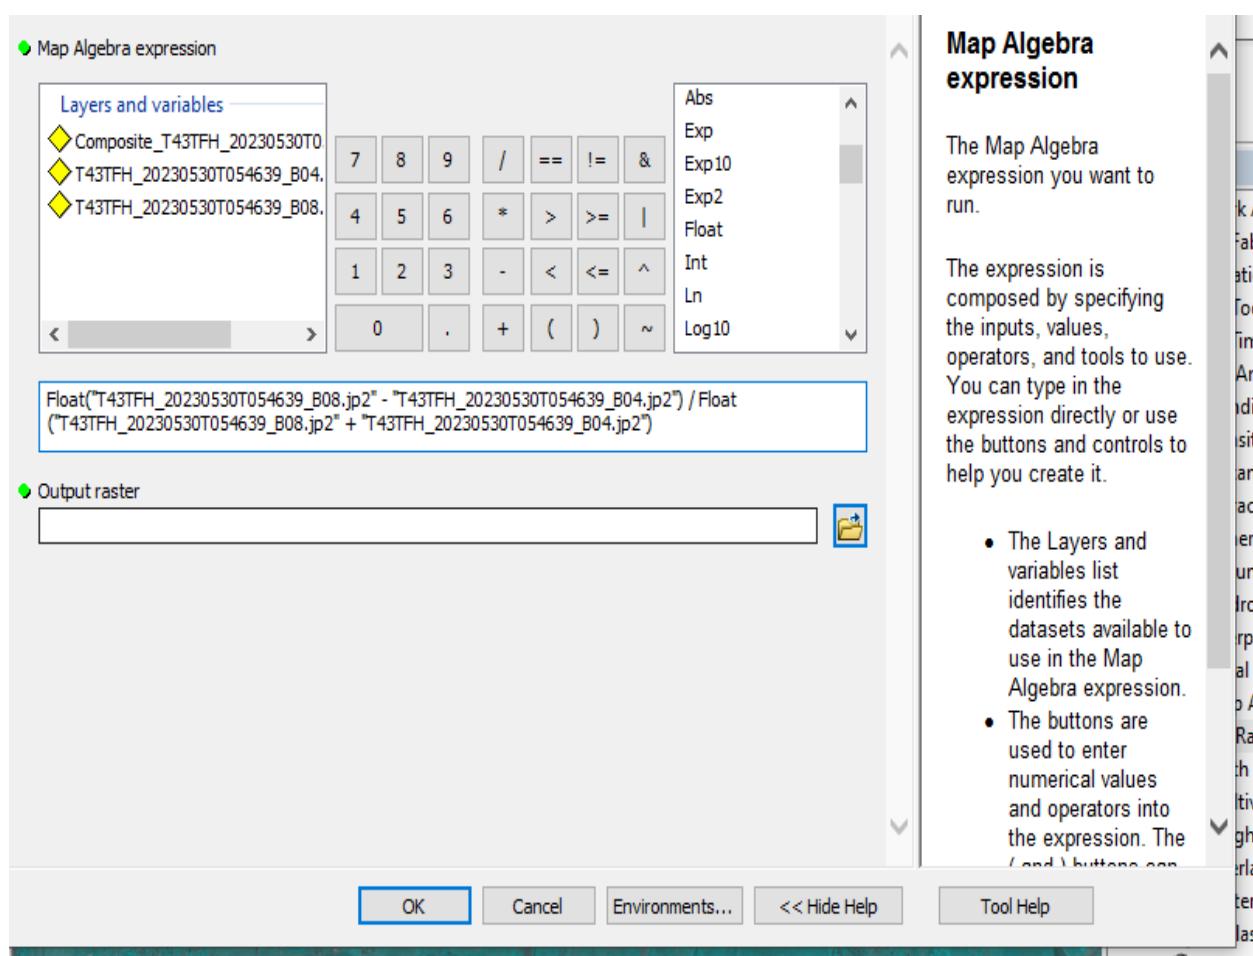 Map Algebra expression
Layers and variables
Composite_T43TFH_20230530T0
T43TFH_20230530T054639_B04.
T43TFH_20230530T054639_B08.
7 8 9 / == != &
4 5 6 * > >= |
1 2 3 - < <= ^
0 . + ( ) ~
Abs
Exp
Exp10
Exp2
Float
Int
Ln
Log10
Float("T43TFH_20230530T054639_B08.jp2" - "T43TFH_20230530T054639_B04.jp2") / Float
("T43TFH_20230530T054639_B08.jp2" + "T43TFH_20230530T054639_B04.jp2")
Output raster
OK Cancel Environments... << Hide Help Tool Help
Map Algebra
expression
The Map Algebra
expression you want to
run.
The expression is
composed by specifying
the inputs, values,
operators, and tools to use.
You can type in the
expression directly or use
the buttons and controls to
help you create it.
• The Layers and
variables list
identifies the
datasets available to
use in the Map
Algebra expression.
• The buttons are
used to enter
numerical values
and operators into
the expression. The
( and ) buttons can